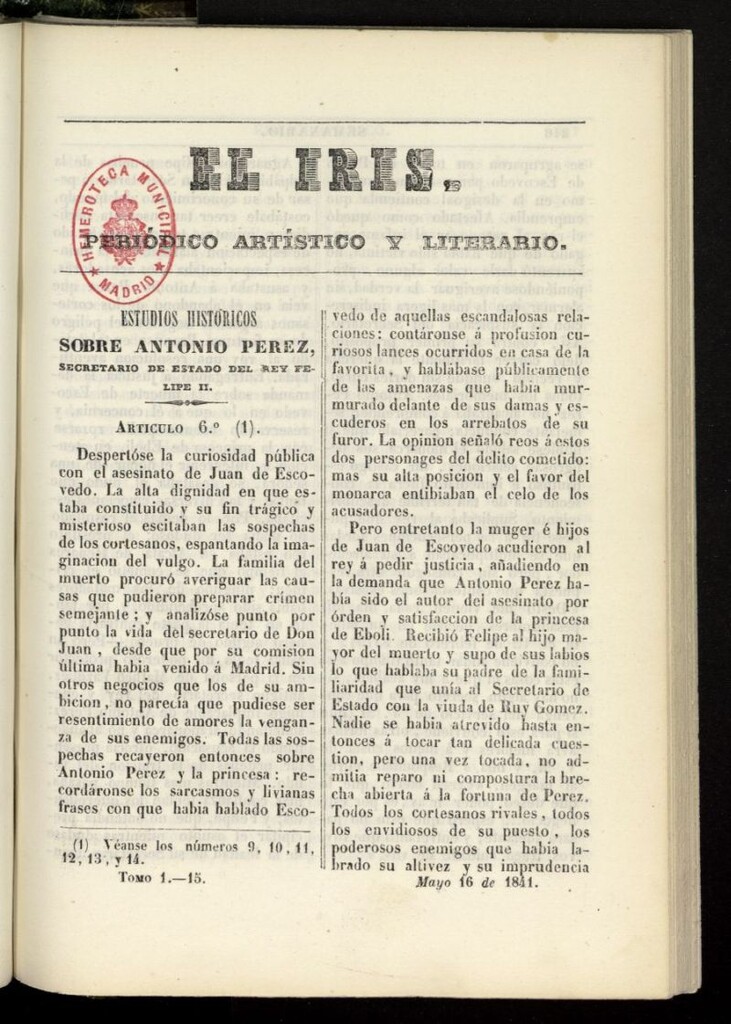 EL IRIS,
PERIÓDICO ARTÍSTICO Y LITERARIO.
HEMEROTECA MUNICIPAL
★ MADRID ★
ESTUDIOS HISTÓRICOS
SOBRE ANTONIO PEREZ,
SECRETARIO DE ESTADO DEL REY FE-
LIPE II.
ARTICULO 6.º (1).
Despertóse la curiosidad pública
con el asesinato de Juan de Esco-
vedo. La alta dignidad en que es-
taba constituido y su fin trágico y
misterioso escitaban las sospechas
de los cortesanos, espantando la ima-
ginacion del vulgo. La familia del
muerto procuró averiguar las cau-
sas que pudieron preparar crímen
semejante; y analizóse punto por
punto la vida del secretario de Don
Juan, desde que por su comision
última habia venido á Madrid. Sin
otros negocios que los de su am-
bicion, no parecía que pudiese ser
resentimiento de amores la vengan-
za de sus enemigos. Todas las sos-
pechas recayeron entonces sobre
Antonio Perez y la princesa: re-
cordáronse los sarcasmos y livianas
frases con que habia hablado Esco-
(1) Véanse los números 9, 10, 11,
12, 13, y 14.
TOMO 1.—15.
vedo de aquellas escandalosas rela-
ciones: contáronse á profusion cu-
riosos lances ocurridos en casa de la
favorita, y hablábase públicamente
de las amenazas que habia mur-
murado delante de sus damas y es-
cuderos en los arrebatos de su
furor. La opinion señaló reos á estos
dos personages del delito cometido:
mas su alta posicion y el favor del
monarca entibiaban el celo de los
acusadores.
Pero entretanto la muger é hijos
de Juan de Escovedo acudieron al
rey á pedir justicia, añadiendo en
la demanda que Antonio Perez ha-
bía sido el autor del asesinato por
órden y satisfaccion de la princesa
de Eboli. Recibió Felipe al hijo ma-
yor del muerto y supo de sus labios
lo que hablaba su padre de la fami-
liaridad que unía al Secretario de
Estado con la viuda de Ruy Gomez.
Nadie se habia atrevido hasta en-
tonces á tocar tan delicada cues-
tion, pero una vez tocada, no ad-
mitia reparo ni compostura la bre-
cha abierta á la fortuna de Perez.
Todos los cortesanos rivales, todos
los envidiosos de su puesto, los
poderosos enemigos que habia la-
brado su altivez y su imprudencia
Mayo 16 de 1841.